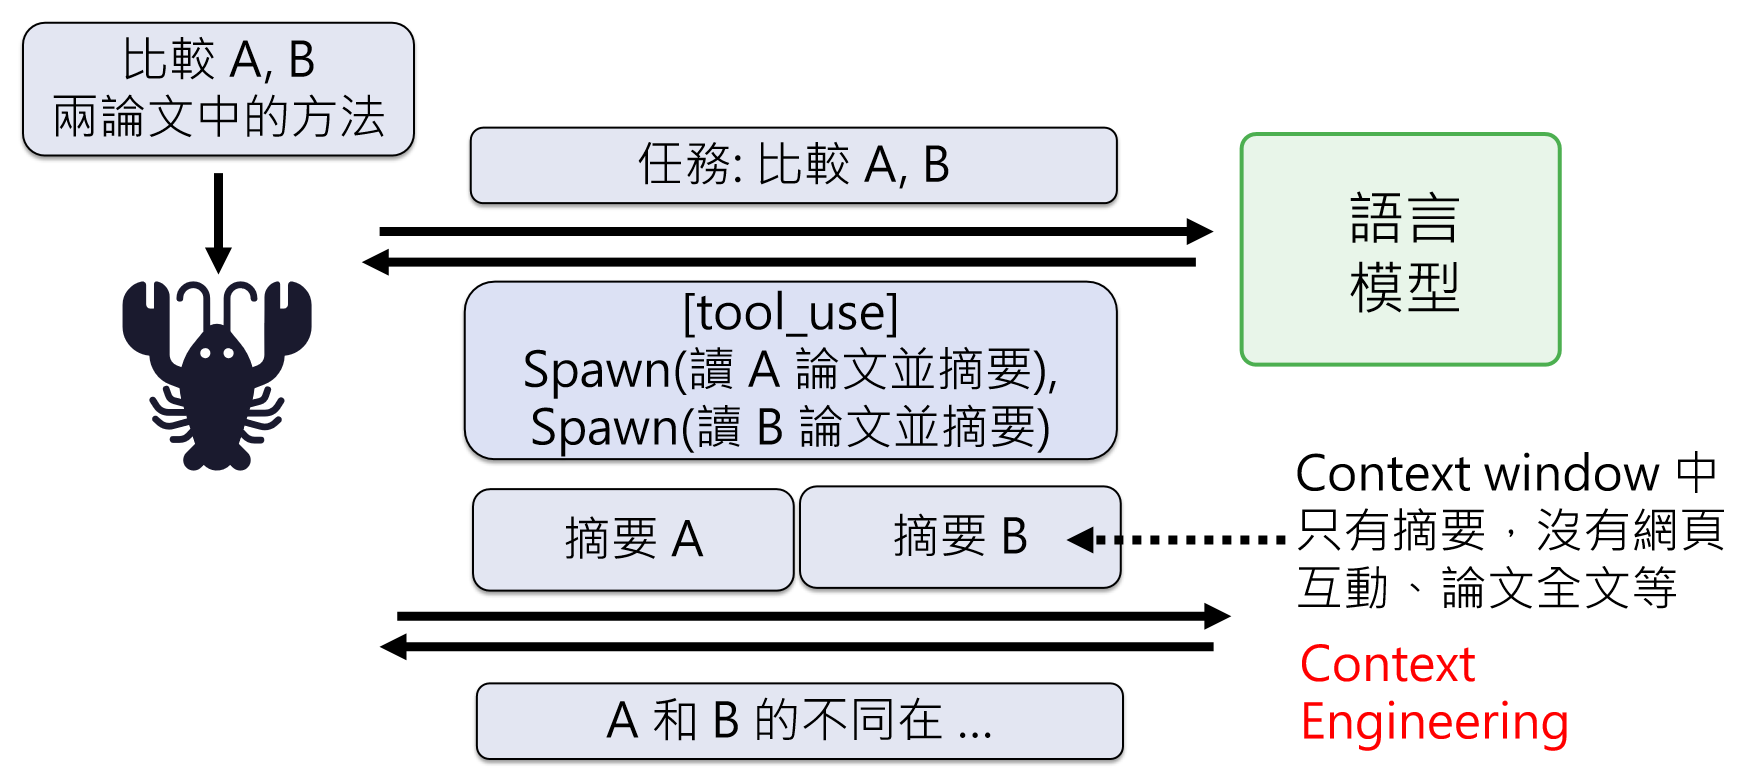 比較 A, B
兩論文中的方法
任務: 比較 A, B
語言
模型
[tool_use]
Spawn(讀 A 論文並摘要),
Spawn(讀 B 論文並摘要)
摘要 A
摘要 B
Context window 中
只有摘要，沒有網頁
互動、論文全文等
Context
Engineering
A 和 B 的不同在 ...